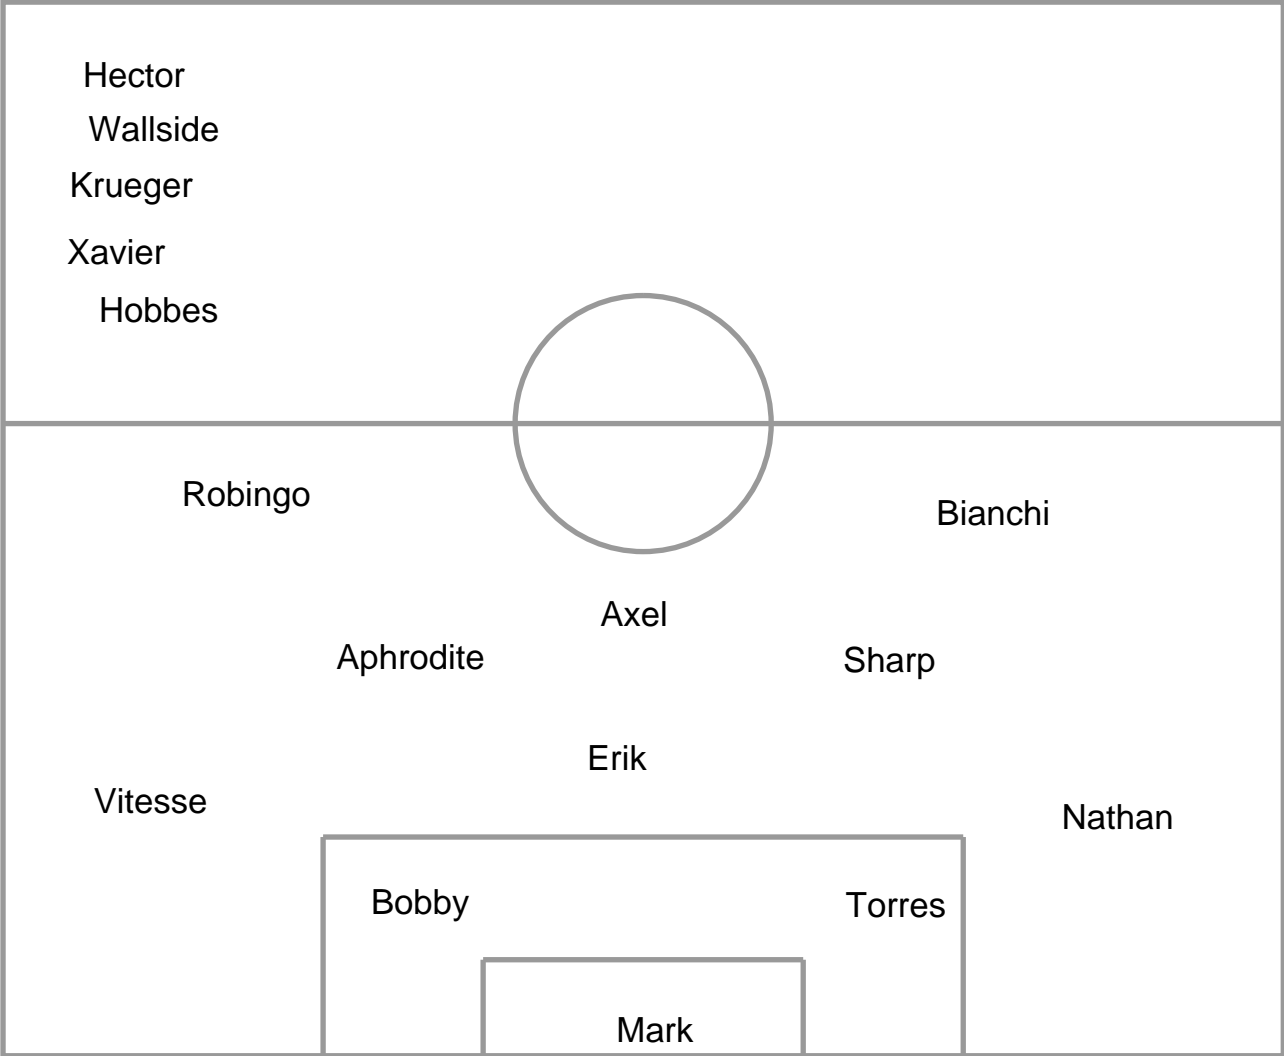 Hector
Wallside
Krueger
Xavier
Hobbes
Robingo
Bianchi
Axel
Aphrodite
Sharp
Erik
Vitesse
Nathan
Bobby
Torres
Mark